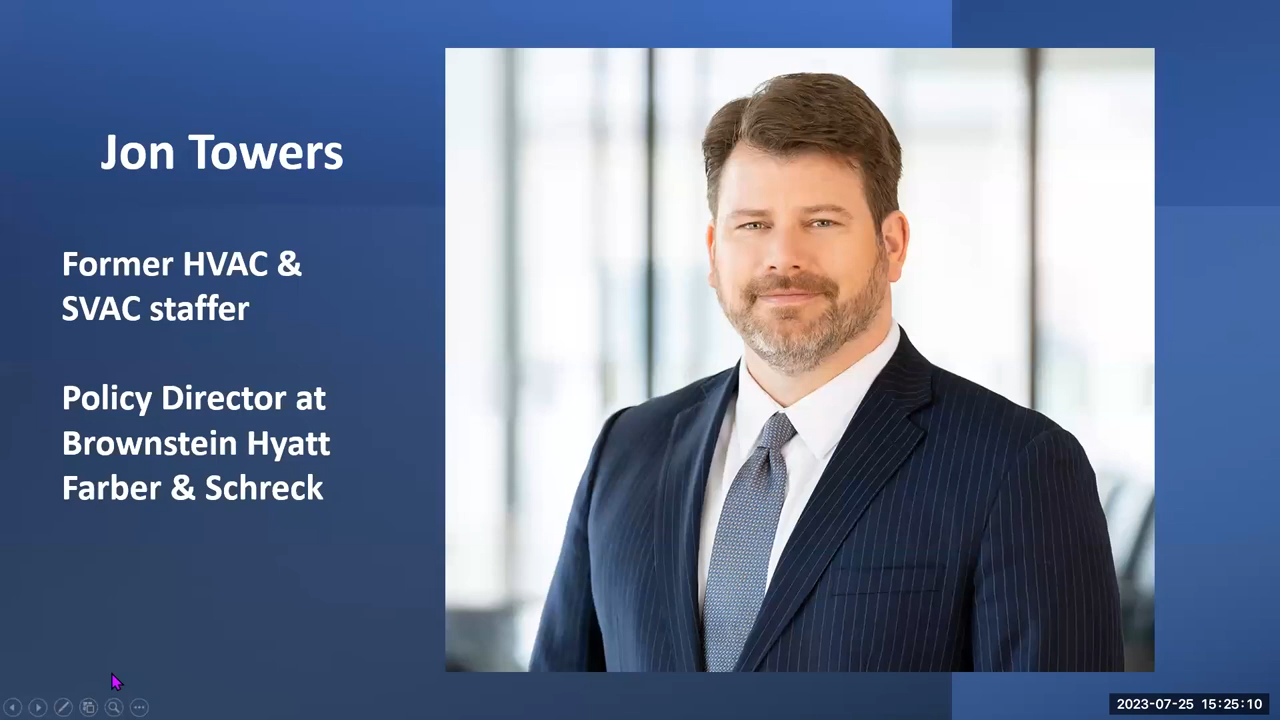 Jon Towers
Former HVAC &
SVAC staffer
Policy Director at
Brownstein Hyatt
Farber & Schreck
2023-07-25 15:25:10